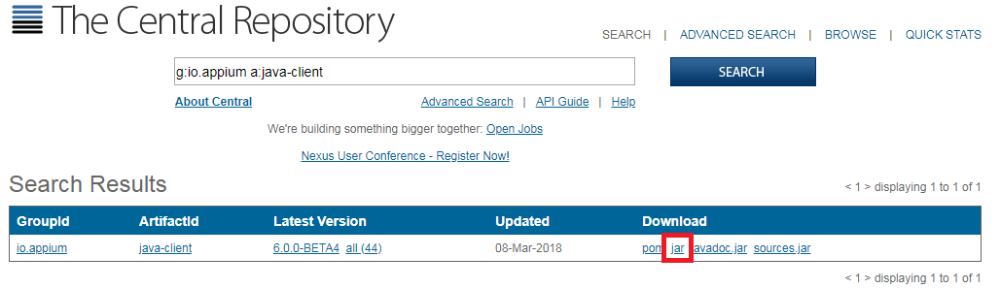 The Central Repository
SEARCH | ADVANCED SEARCH | BROWSE | QUICK STATS
g:io.appium a:java-client
SEARCH
About Central Advanced Search | API Guide | Help
We're building something bigger together: Open Jobs
Nexus User Conference - Register Now!
Search Results < 1 > displaying 1 to 1 of 1
GroupId ArtifactId Latest Version Updated Download
io.appium java-client 6.0.0-BETA4 all (44) 08-Mar-2018 pom jar avadoc.jar sources.jar
< 1 > displaying 1 to 1 of 1